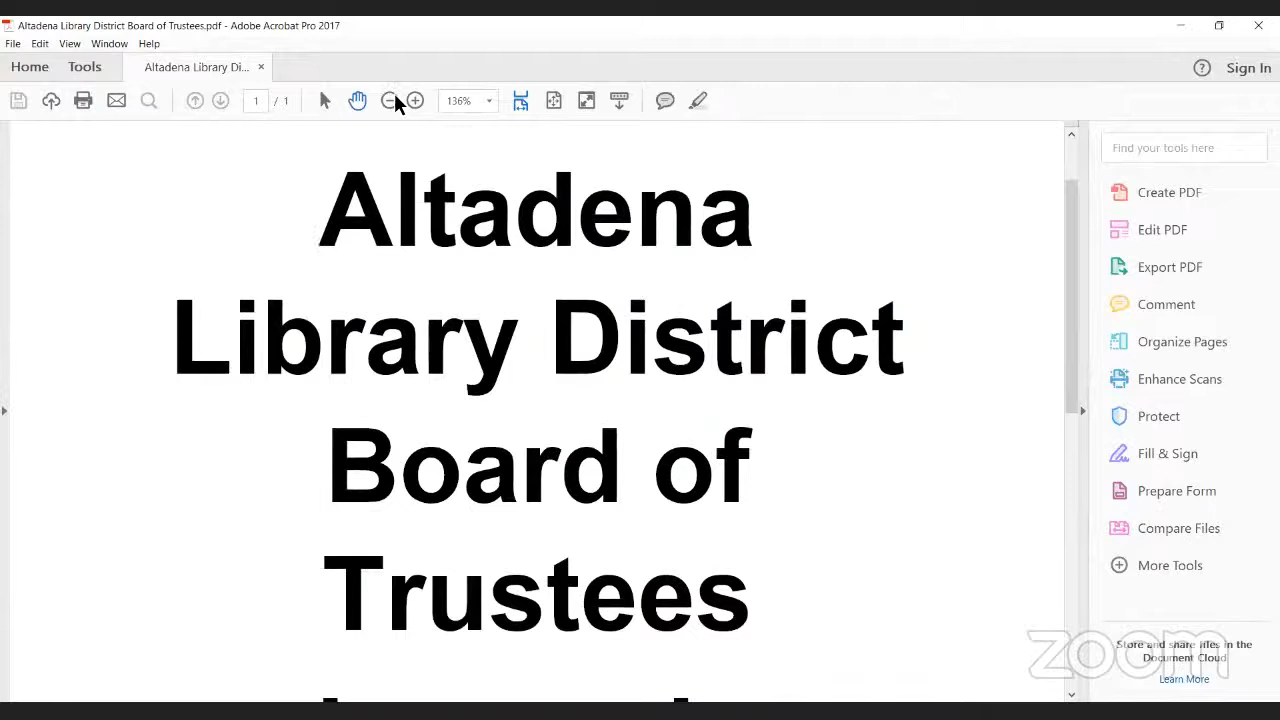 Altadena Library District Board of Trustees.pdf - Adobe Acrobat Pro 2017
File Edit View Window Help
Home Tools Altadena Library Di... × ? Sign In
1 / 1 136%
Find your tools here
Altadena
Library District
Board of
Trustees
Create PDF
Edit PDF
Export PDF
Comment
Organize Pages
Enhance Scans
Protect
Fill & Sign
Prepare Form
Compare Files
More Tools
Store and share files in the
Document Cloud
Learn More
zoom